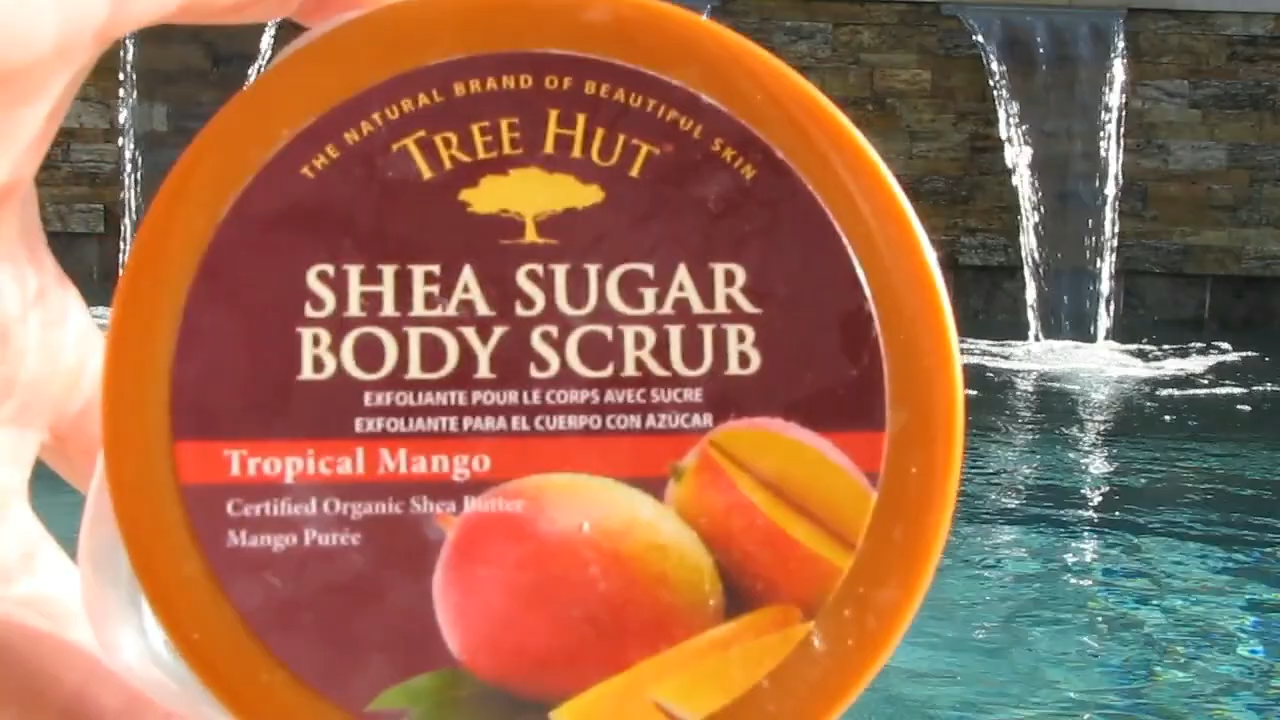 THE NATURAL BRAND OF BEAUTIFUL SKIN
TREE HUT
SHEA SUGAR
BODY SCRUB
EXFOLIANTE POUR LE CORPS AVEC SUCRE
EXFOLIANTE PARA EL CUERPO CON AZÚCAR
Tropical Mango
Certified Organic Shea Butter
Mango Purée